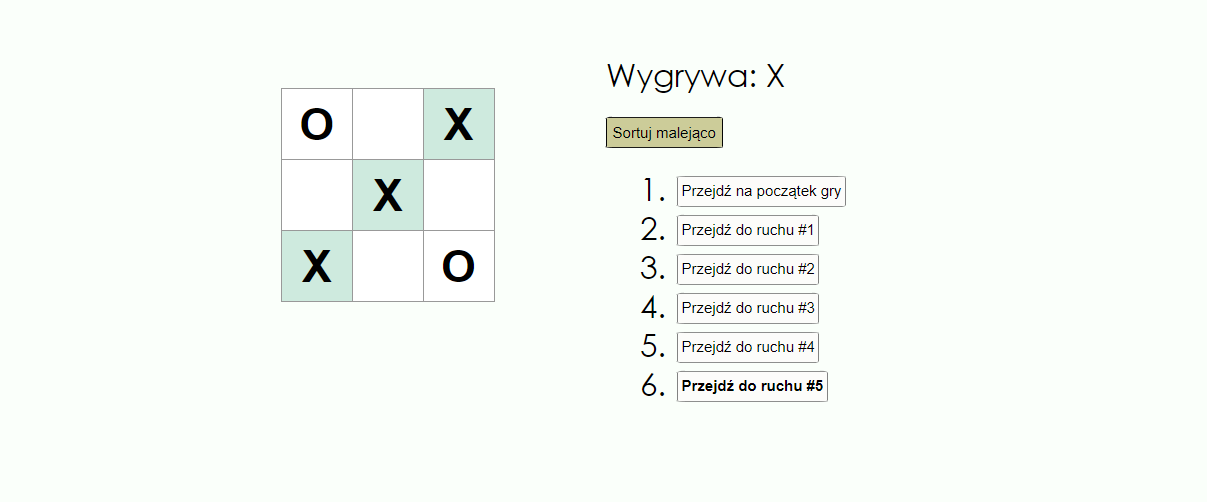 Wygrywa: X
O X
X
X O
Sortuj malejąco
1. Przejdź na początek gry
2. Przejdź do ruchu #1
3. Przejdź do ruchu #2
4. Przejdź do ruchu #3
5. Przejdź do ruchu #4
6. Przejdź do ruchu #5